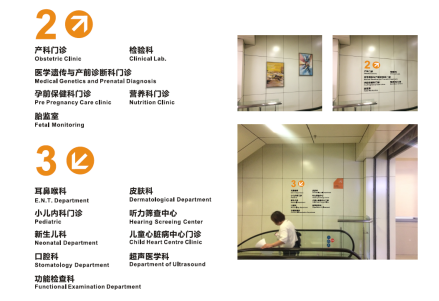 2
产科门诊 检验科
Obstetric Clinic Clinical Lab.
医学遗传与产前诊断科门诊
Medical Genetics and Prenatal Diagnosis
孕前保健科门诊 营养科门诊
Pre Pregnancy Care clinic Nutrition Clinic
胎监室
Fetal Monitoring
3
耳鼻喉科 皮肤科
E.N.T. Department Dermatological Department
小儿内科门诊 听力筛查中心
Pediatric Hearing Screeing Center
新生儿科 儿童心脏病中心门诊
Neonatal Department Child Heart Centre Clinic
口腔科 超声医学科
Stomatology Department Department of Ultrasound
功能检查科
Functional Examination Department
2
3